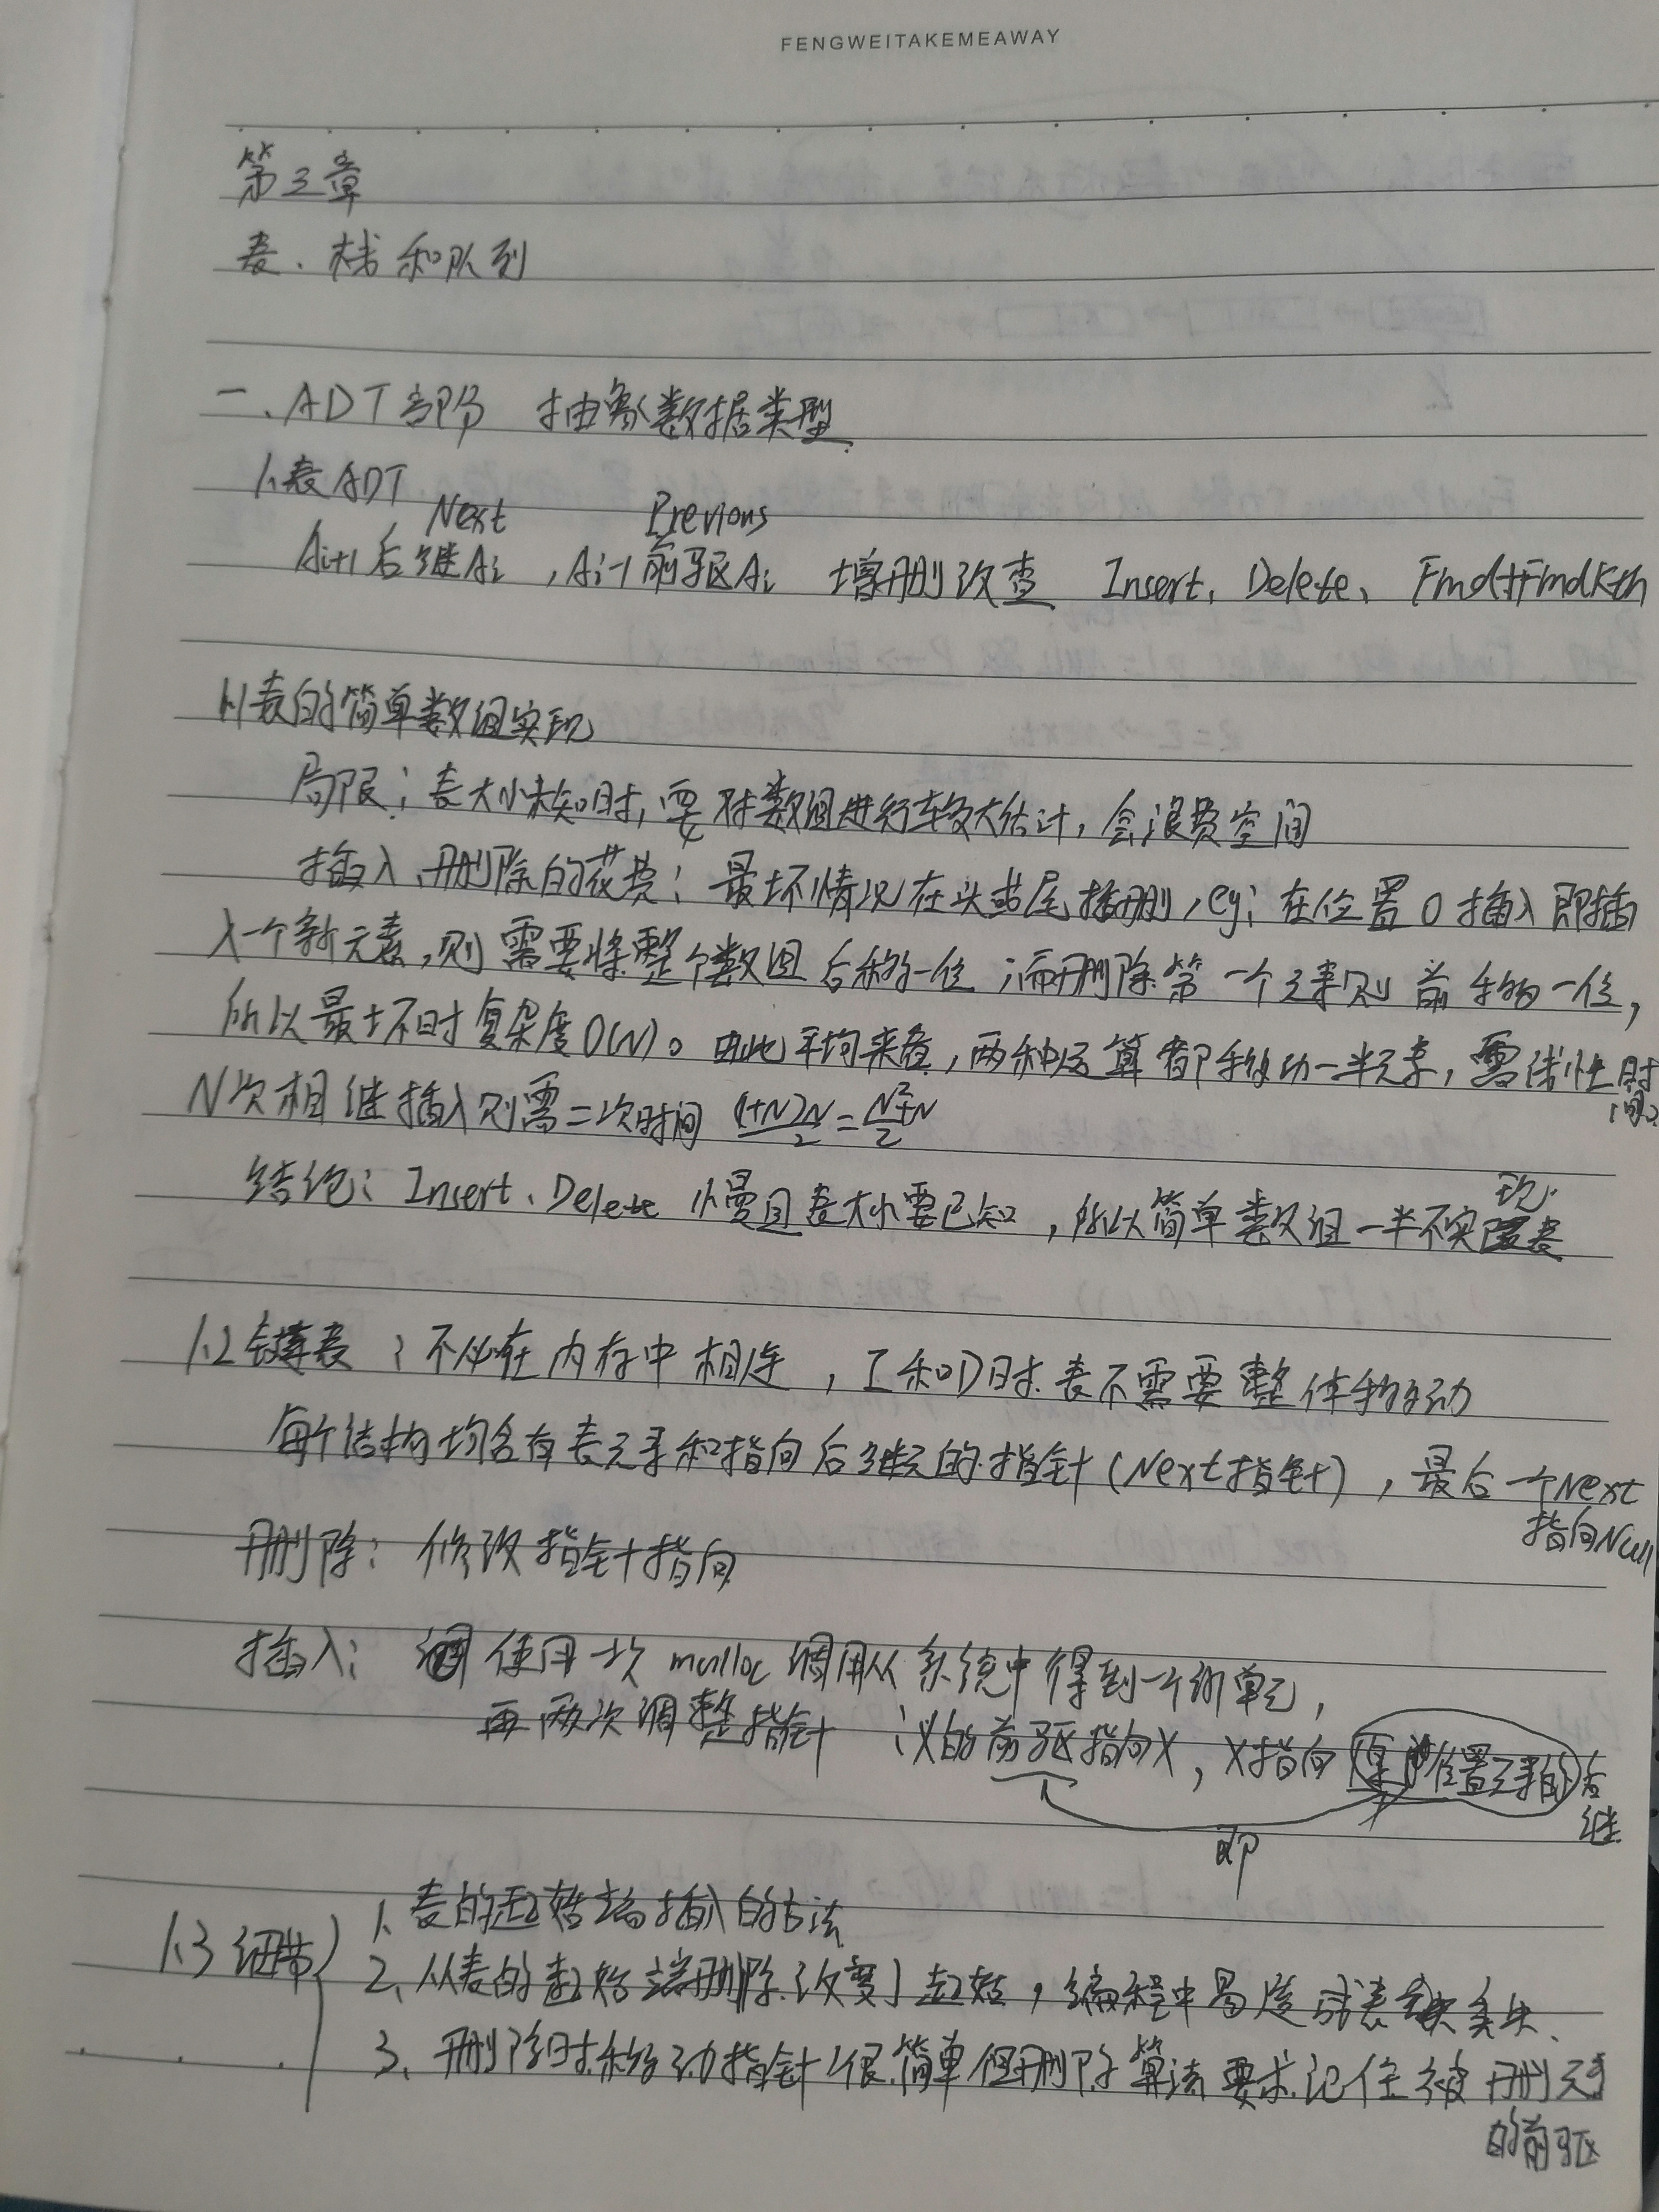 FENGWEITAKEMEAWAY
第三章
表、栈和队列
一、ADT部分 抽象数据类型
1、表ADT
Next Previous
Ai+1后继Ai,Ai-1前驱Ai 增删改查 Insert、Delete、Find+FindKth
1.1表的简单数组实现
局限:表大小未知时,要对数组进行较大估计,会浪费空间
插入、删除的花费:最坏情况在头或尾插删,eg:在位置0插入即插
入一个新元素,则需要将整个数组后移一位;而删除第一个元素则前移一位,
所以最坏时复杂度O(N)。由此平均来看,两种运算都移动一半元素,需线性时
间。
N次相继插入则需二次时间 (1+N)N/2=N²+N/2
结论:Insert、Delete 慢且表大小要已知,所以简单数组一半不实现表
1.2链表:不必在内存中相连,I和D时表不需要整体移动
每个结构均含有表元素和指向后继元的指针(Next指针),最后一个Next
指向Null
删除:修改指针指向
插入: 使用一次malloc调用从系统中得到一个新单元,
再两次调整指针 :X的前驱指向X,X指向 位置元素的后
继
即
1.3细节 1、表的起始端插入的方法
2、从表的起始端删除改变了起始,编程中易造成表丢失、
3、删除时移动指针很简单但删除算法要求记住被删元素
的前驱